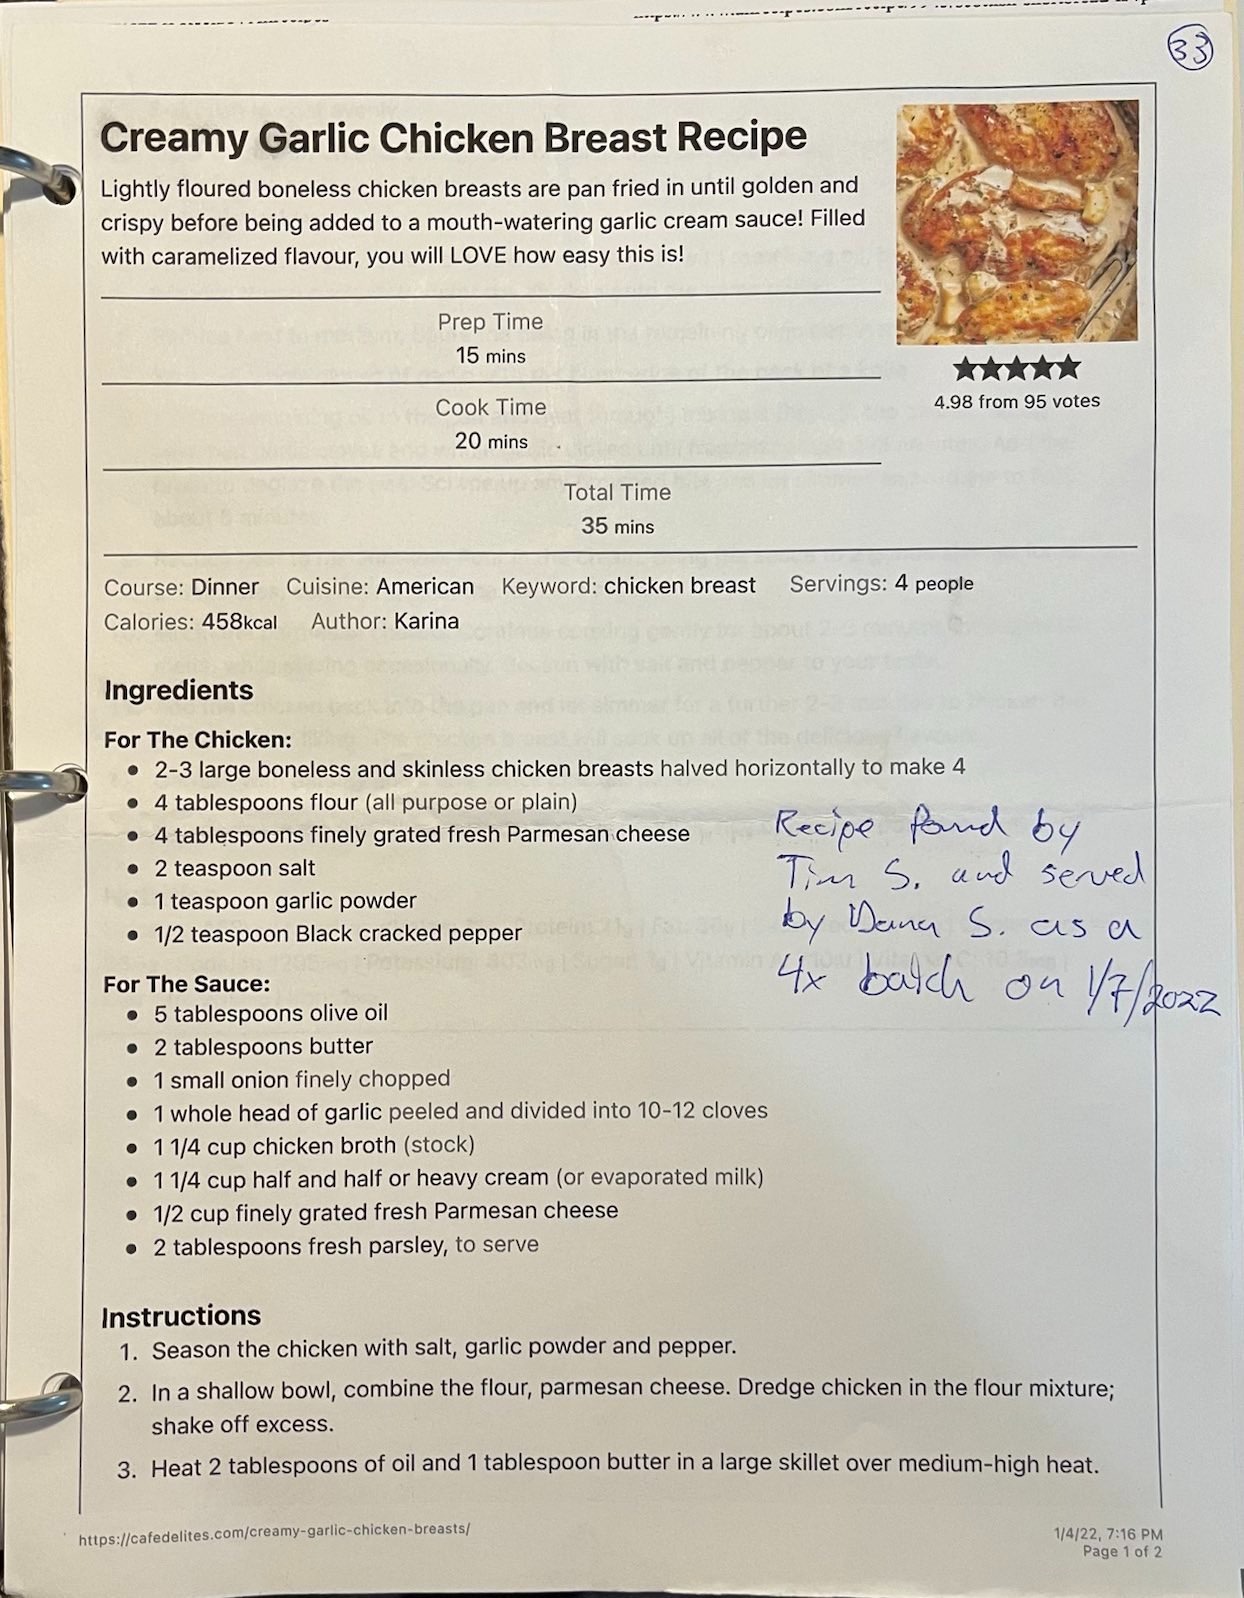 33
Creamy Garlic Chicken Breast Recipe
Lightly floured boneless chicken breasts are pan fried in until golden and
crispy before being added to a mouth-watering garlic cream sauce! Filled
with caramelized flavour, you will LOVE how easy this is!
Prep Time
15 mins
Cook Time
20 mins
4.98 from 95 votes
Total Time
35 mins
Course: Dinner Cuisine: American Keyword: chicken breast Servings: 4 people
Calories: 458kcal Author: Karina
Ingredients
For The Chicken:
• 2-3 large boneless and skinless chicken breasts halved horizontally to make 4
• 4 tablespoons flour (all purpose or plain)
• 4 tablespoons finely grated fresh Parmesan cheese
• 2 teaspoon salt
• 1 teaspoon garlic powder
• 1/2 teaspoon Black cracked pepper
Recipe found by
Tim S. and served
by Dana S. as a
4x batch on 1/7/2022
For The Sauce:
• 5 tablespoons olive oil
• 2 tablespoons butter
• 1 small onion finely chopped
• 1 whole head of garlic peeled and divided into 10-12 cloves
• 1 1/4 cup chicken broth (stock)
• 1 1/4 cup half and half or heavy cream (or evaporated milk)
• 1/2 cup finely grated fresh Parmesan cheese
• 2 tablespoons fresh parsley, to serve
Instructions
1. Season the chicken with salt, garlic powder and pepper.
2. In a shallow bowl, combine the flour, parmesan cheese. Dredge chicken in the flour mixture;
shake off excess.
3. Heat 2 tablespoons of oil and 1 tablespoon butter in a large skillet over medium-high heat.
https://cafedelites.com/creamy-garlic-chicken-breasts/
1/4/22, 7:16 PM
Page 1 of 2